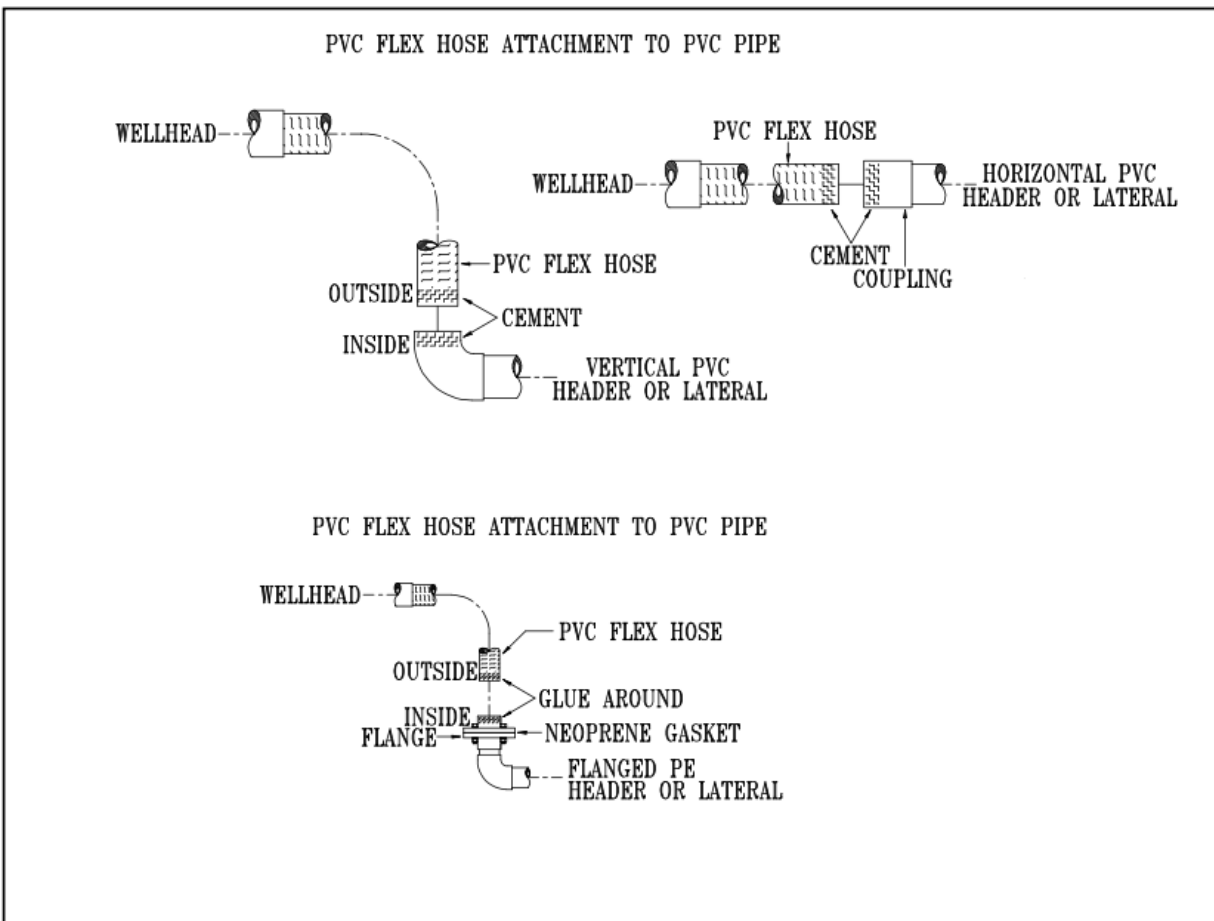 PVC FLEX HOSE ATTACHMENT TO PVC PIPE
WELLHEAD
PVC FLEX HOSE
OUTSIDE
CEMENT
INSIDE
VERTICAL PVC
HEADER OR LATERAL
PVC FLEX HOSE
WELLHEAD
HORIZONTAL PVC
HEADER OR LATERAL
CEMENT
COUPLING
PVC FLEX HOSE ATTACHMENT TO PVC PIPE
WELLHEAD
PVC FLEX HOSE
OUTSIDE
GLUE AROUND
INSIDE
FLANGE
NEOPRENE GASKET
FLANGED PE
HEADER OR LATERAL